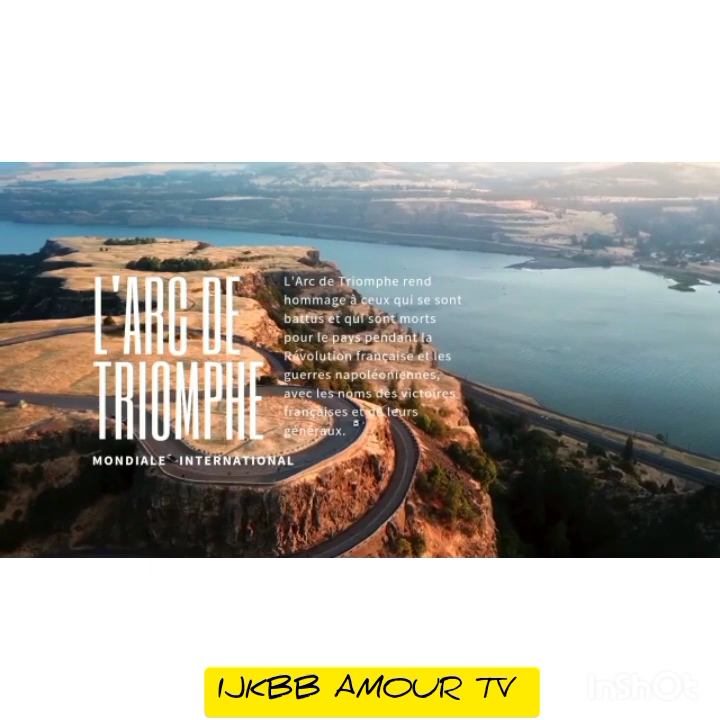 L'ARC DE
TRIOMPHE
MONDIALE INTERNATIONAL
L'Arc de Triomphe rend
hommage à ceux qui se sont
battus et qui sont morts
pour le pays pendant la
Révolution française et les
guerres napoléoniennes,
avec les noms des victoires
françaises et de leurs
généraux.
IJKBB AMOUR TV
InShOt